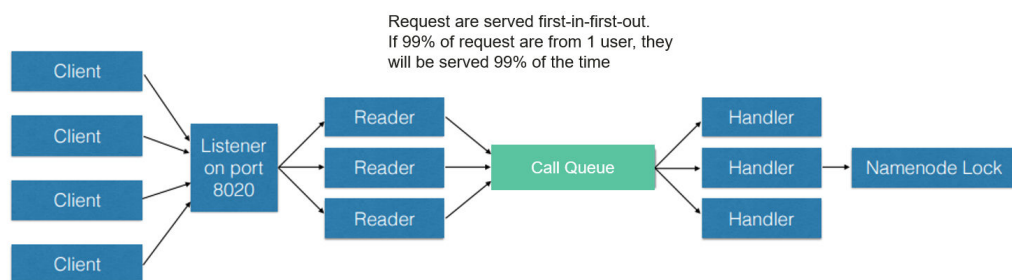 Request are served first-in-first-out.
If 99% of request are from 1 user, they
will be served 99% of the time
Client
Client
Client
Client
Listener
on port
8020
Reader
Reader
Reader
Call Queue
Handler
Handler
Handler
Namenode Lock